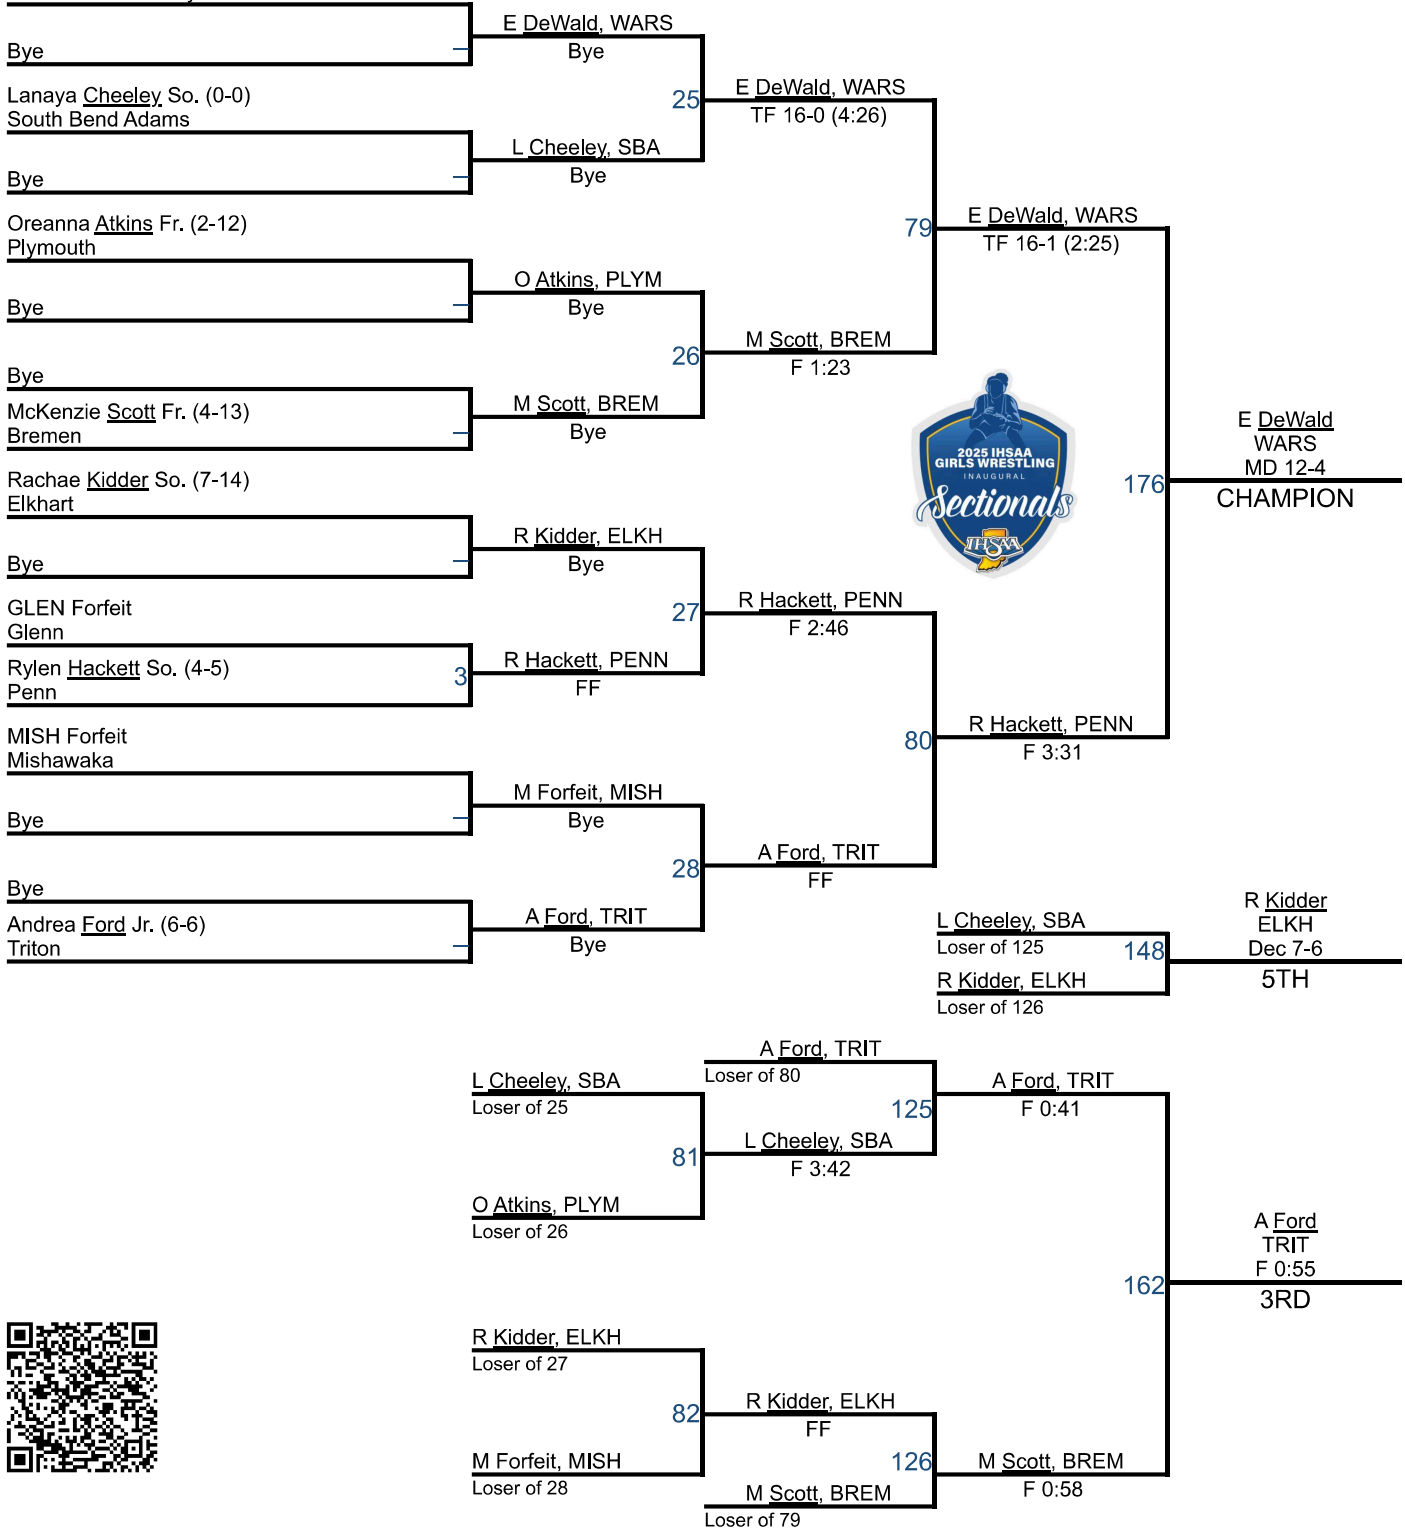 E DeWald, WARS
Bye
Bye
Lanaya Cheeley So. (0-0)
South Bend Adams
25
E DeWald, WARS
TF 16-0 (4:26)
L Cheeley, SBA
Bye
Bye
Oreanna Atkins Fr. (2-12)
Plymouth
79
E DeWald, WARS
TF 16-1 (2:25)
O Atkins, PLYM
Bye
Bye
26
M Scott, BREM
F 1:23
Bye
McKenzie Scott Fr. (4-13)
Bremen
M Scott, BREM
Bye
2025 IHSAA
GIRLS WRESTLING
INAUGURAL
Sectionals
IHSAA
176
E DeWald
WARS
MD 12-4
CHAMPION
Rachae Kidder So. (7-14)
Elkhart
R Kidder, ELKH
Bye
Bye
GLEN Forfeit
Glenn
27
R Hackett, PENN
F 2:46
Rylen Hackett So. (4-5)
Penn
3
R Hackett, PENN
FF
MISH Forfeit
Mishawaka
80
R Hackett, PENN
F 3:31
M Forfeit, MISH
Bye
Bye
28
A Ford, TRIT
FF
Bye
Andrea Ford Jr. (6-6)
Triton
A Ford, TRIT
Bye
L Cheeley, SBA
Loser of 125
148
R Kidder, ELKH
Loser of 126
R Kidder
ELKH
Dec 7-6
5TH
A Ford, TRIT
Loser of 80
L Cheeley, SBA
Loser of 25
125
A Ford, TRIT
F 0:41
81
L Cheeley, SBA
F 3:42
O Atkins, PLYM
Loser of 26
162
A Ford
TRIT
F 0:55
3RD
R Kidder, ELKH
Loser of 27
82
R Kidder, ELKH
FF
126
M Scott, BREM
F 0:58
M Forfeit, MISH
Loser of 28
M Scott, BREM
Loser of 79